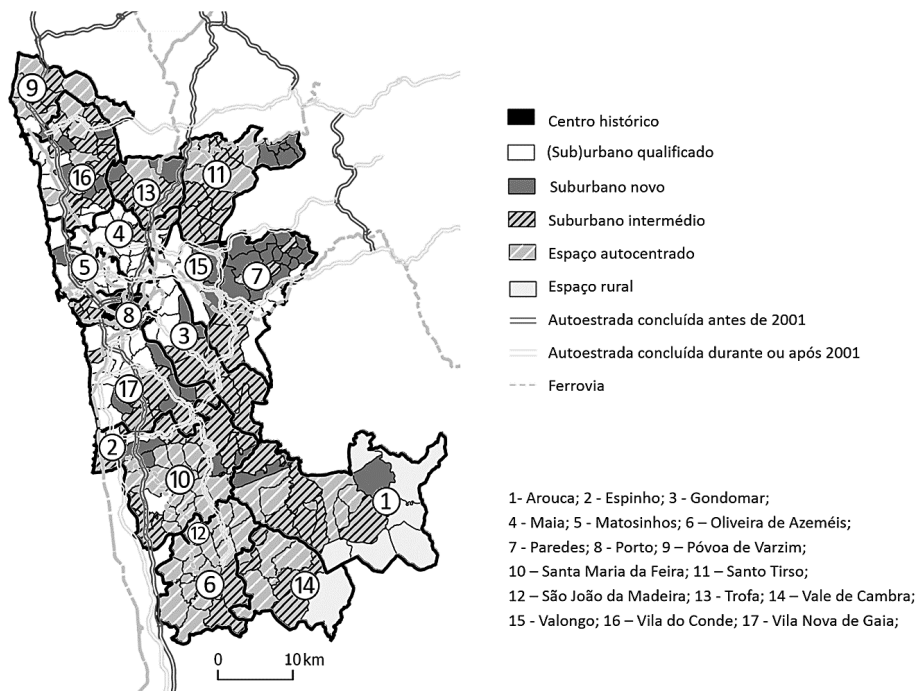 9
16
13
11
4
5
15
7
8
3
17
2
10
1
12
6
14
0 10 km
Centro histórico
(Sub)urbano qualificado
Suburbano novo
Suburbano intermédio
Espaço autocentrado
Espaço rural
Autoestrada concluída antes de 2001
Autoestrada concluída durante ou após 2001
Ferrovia
1- Arouca; 2 - Espinho; 3 - Gondomar;
4 - Maia; 5 - Matosinhos; 6 – Oliveira de Azeméis;
7 - Paredes; 8 - Porto; 9 – Póvoa de Varzim;
10 – Santa Maria da Feira; 11 – Santo Tirso;
12 – São João da Madeira; 13 - Trofa; 14 – Vale de Cambra;
15 - Valongo; 16 – Vila do Conde; 17 - Vila Nova de Gaia;